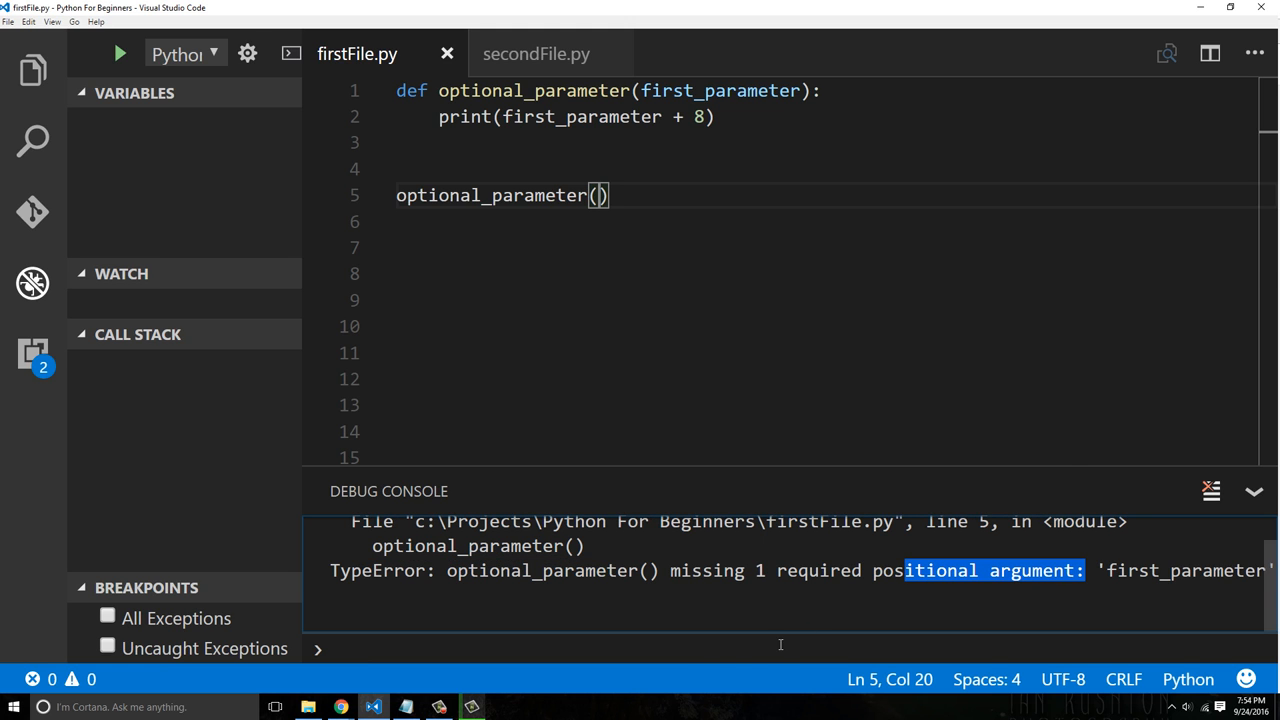 firstFile.py - Python For Beginners - Visual Studio Code
File Edit View Go Help
Python
firstFile.py
secondFile.py
VARIABLES
WATCH
CALL STACK
BREAKPOINTS
All Exceptions
Uncaught Exceptions
1 def optional_parameter(first_parameter):
2 print(first_parameter + 8)
3
4
5 optional_parameter()
6
7
8
9
10
11
12
13
14
15
2
DEBUG CONSOLE
File "c:\Projects\Python For Beginners\firstFile.py", line 5, in <module>
optional_parameter()
TypeError: optional_parameter() missing 1 required positional argument: 'first_parameter'
0 0
Ln 5, Col 20 Spaces: 4 UTF-8 CRLF Python
I'm Cortana. Ask me anything.
7:54 PM
9/24/2016